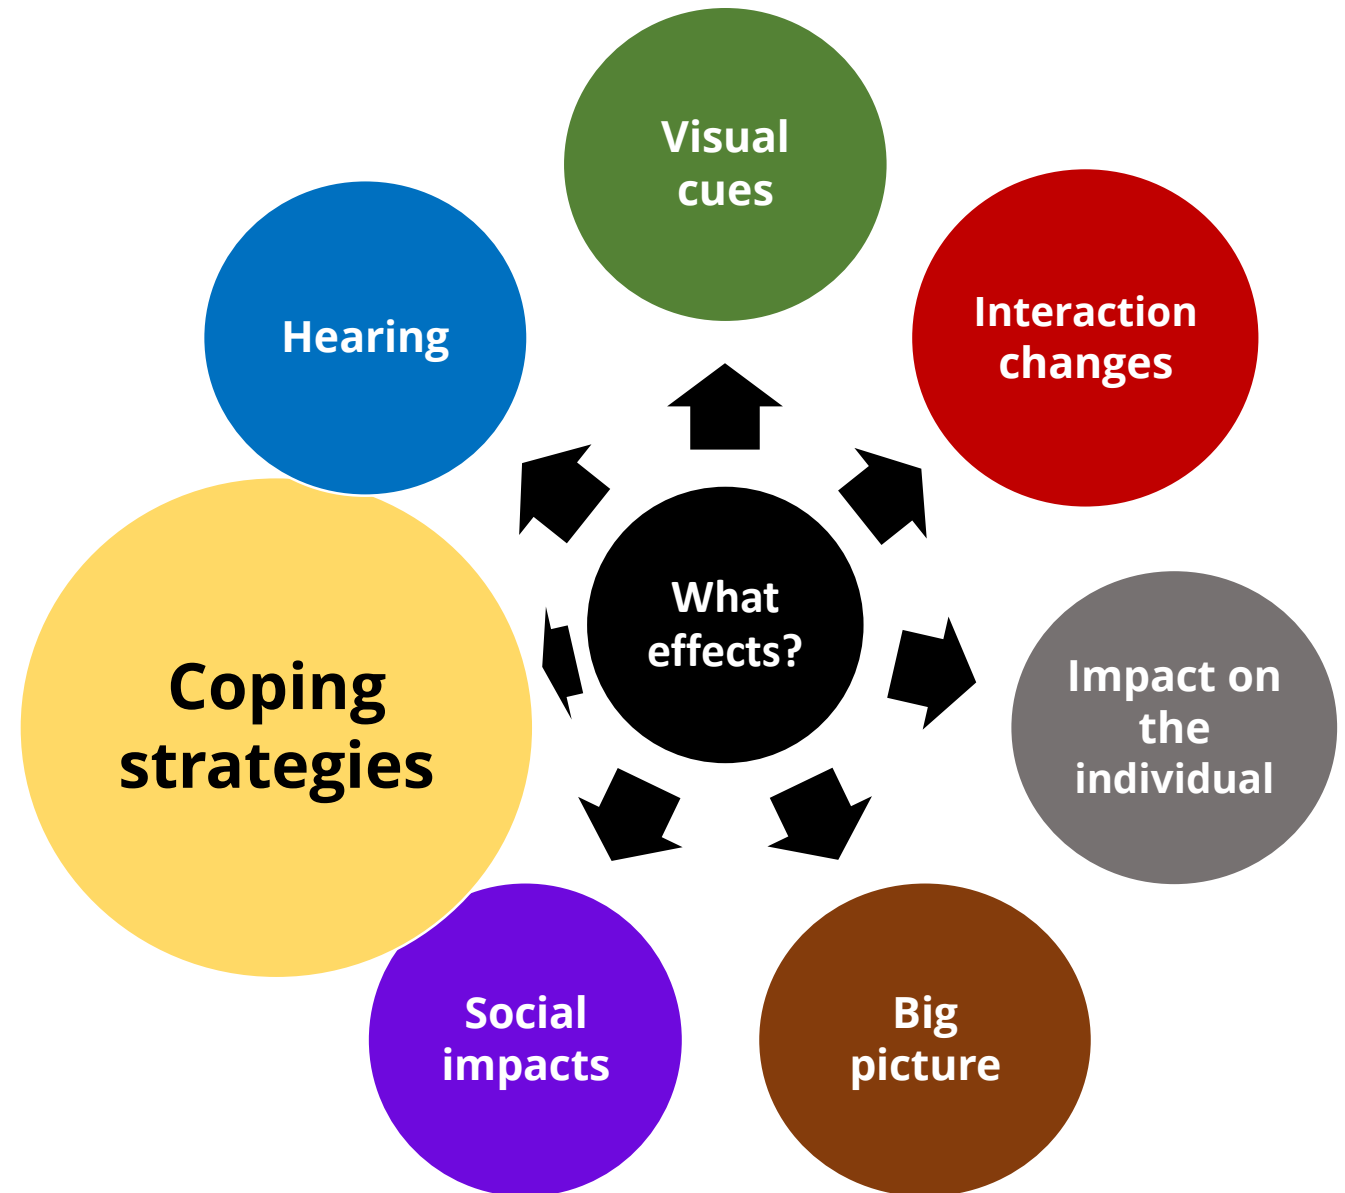 Visual
cues
Interaction
changes
Hearing
What
effects?
Impact on
the
individual
Coping
strategies
Social
impacts
Big
picture